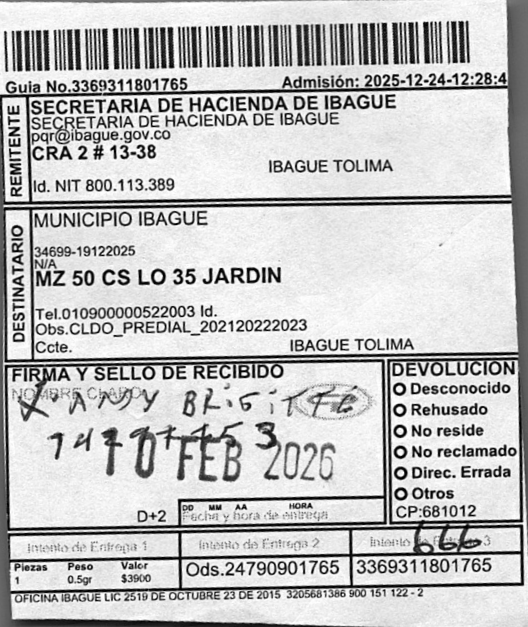 Guia No.3369311801765 Admisión: 2025-12-24-12:28:4
REMITENTE
SECRETARIA DE HACIENDA DE IBAGUE
SECRETARIA DE HACIENDA DE IBAGUE
pqr@ibague.gov.co
CRA 2 # 13-38
IBAGUE TOLIMA
Id. NIT 800.113.389
DESTINATARIO
MUNICIPIO IBAGUE
34699-19122025
N/A
MZ 50 CS LO 35 JARDIN
Tel.010900000522003 Id.
Obs.CLDO_PREDIAL_202120222023
Ccte. IBAGUE TOLIMA
FIRMA Y SELLO DE RECIBIDO
NOMBRE CLARO
BRIGITTE
10 FEB 2026
D+2
DD MM AA HORA
Fecha y hora de entrega
DEVOLUCION
Desconocido
Rehusado
No reside
No reclamado
Direc. Errada
Otros
CP:681012
666
Intento de Entrega 1 Intento de Entrega 2 Intento de Entrega 3
Piezas Peso Valor
1 0.5gr $3900
Ods.24790901765 3369311801765
OFICINA IBAGUE LIC 2519 DE OCTUBRE 23 DE 2015 3205681386 900 151 122 - 2